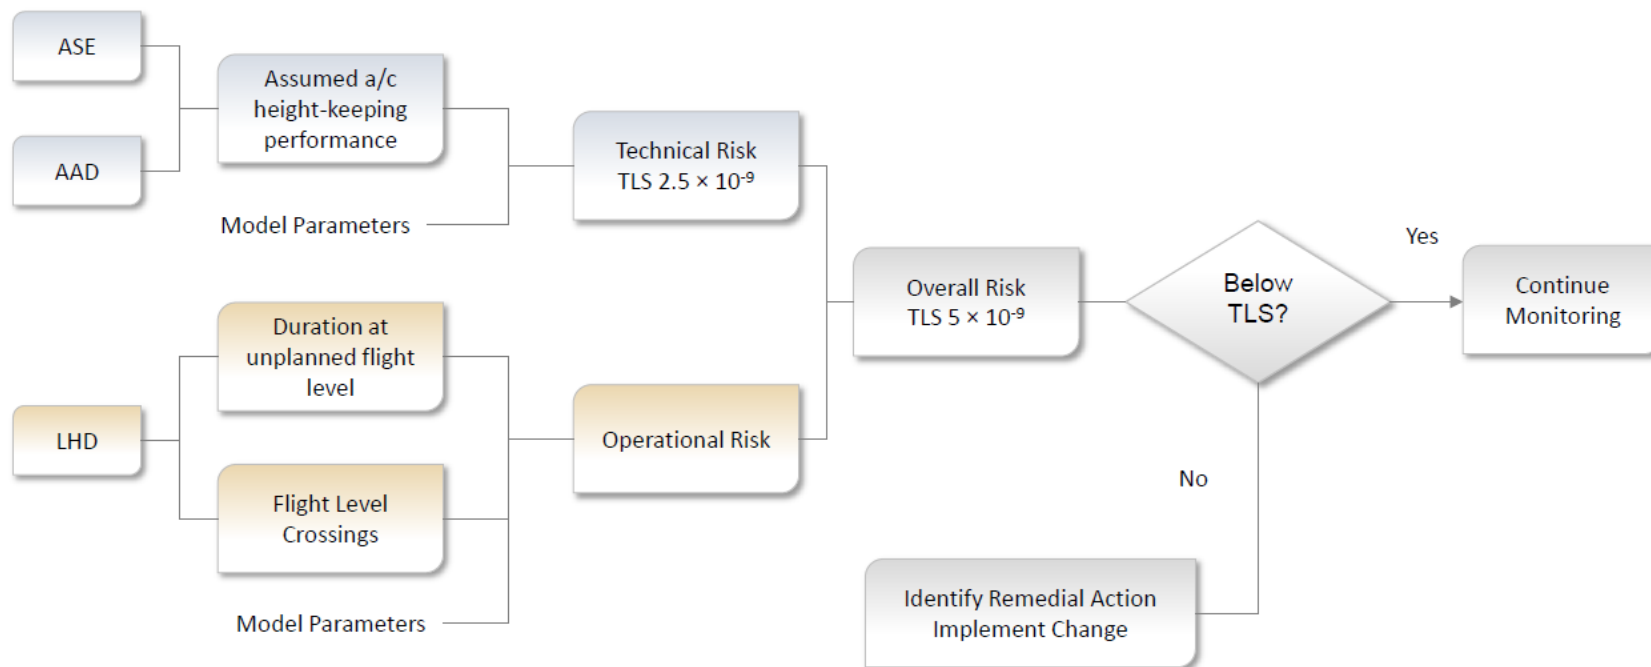 ASE
AAD
Assumed a/c
height-keeping
performance
Model Parameters
Technical Risk
TLS 2.5 × 10⁻⁹
LHD
Duration at
unplanned flight
level
Flight Level
Crossings
Model Parameters
Operational Risk
Overall Risk
TLS 5 × 10⁻⁹
Below
TLS?
Yes
Continue
Monitoring
No
Identify Remedial Action
Implement Change